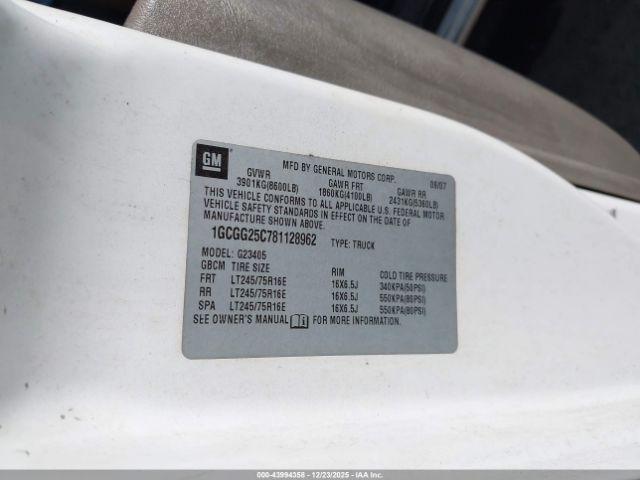 GM
MFD BY GENERAL MOTORS CORP. 08/07
GVWR GAWR FRT GAWR RR
3901KG(8600LB) 1860KG(4100LB) 2431KG(5360LB)
THIS VEHICLE CONFORMS TO ALL APPLICABLE U.S. FEDERAL MOTOR
VEHICLE SAFETY STANDARDS IN EFFECT ON THE DATE OF
MANUFACTURE SHOWN ABOVE.
1GCGG25C781128962 TYPE: TRUCK
MODEL: G23405
GBCM TIRE SIZE RIM COLD TIRE PRESSURE
FRT LT245/75R16E 16X6.5J 340KPA(50PSI)
RR LT245/75R16E 16X6.5J 550KPA(80PSI)
SPA LT245/75R16E 16X6.5J 550KPA(80PSI)
SEE OWNER'S MANUAL FOR MORE INFORMATION.
000-43994358 - 12/23/2025 - IAA Inc.